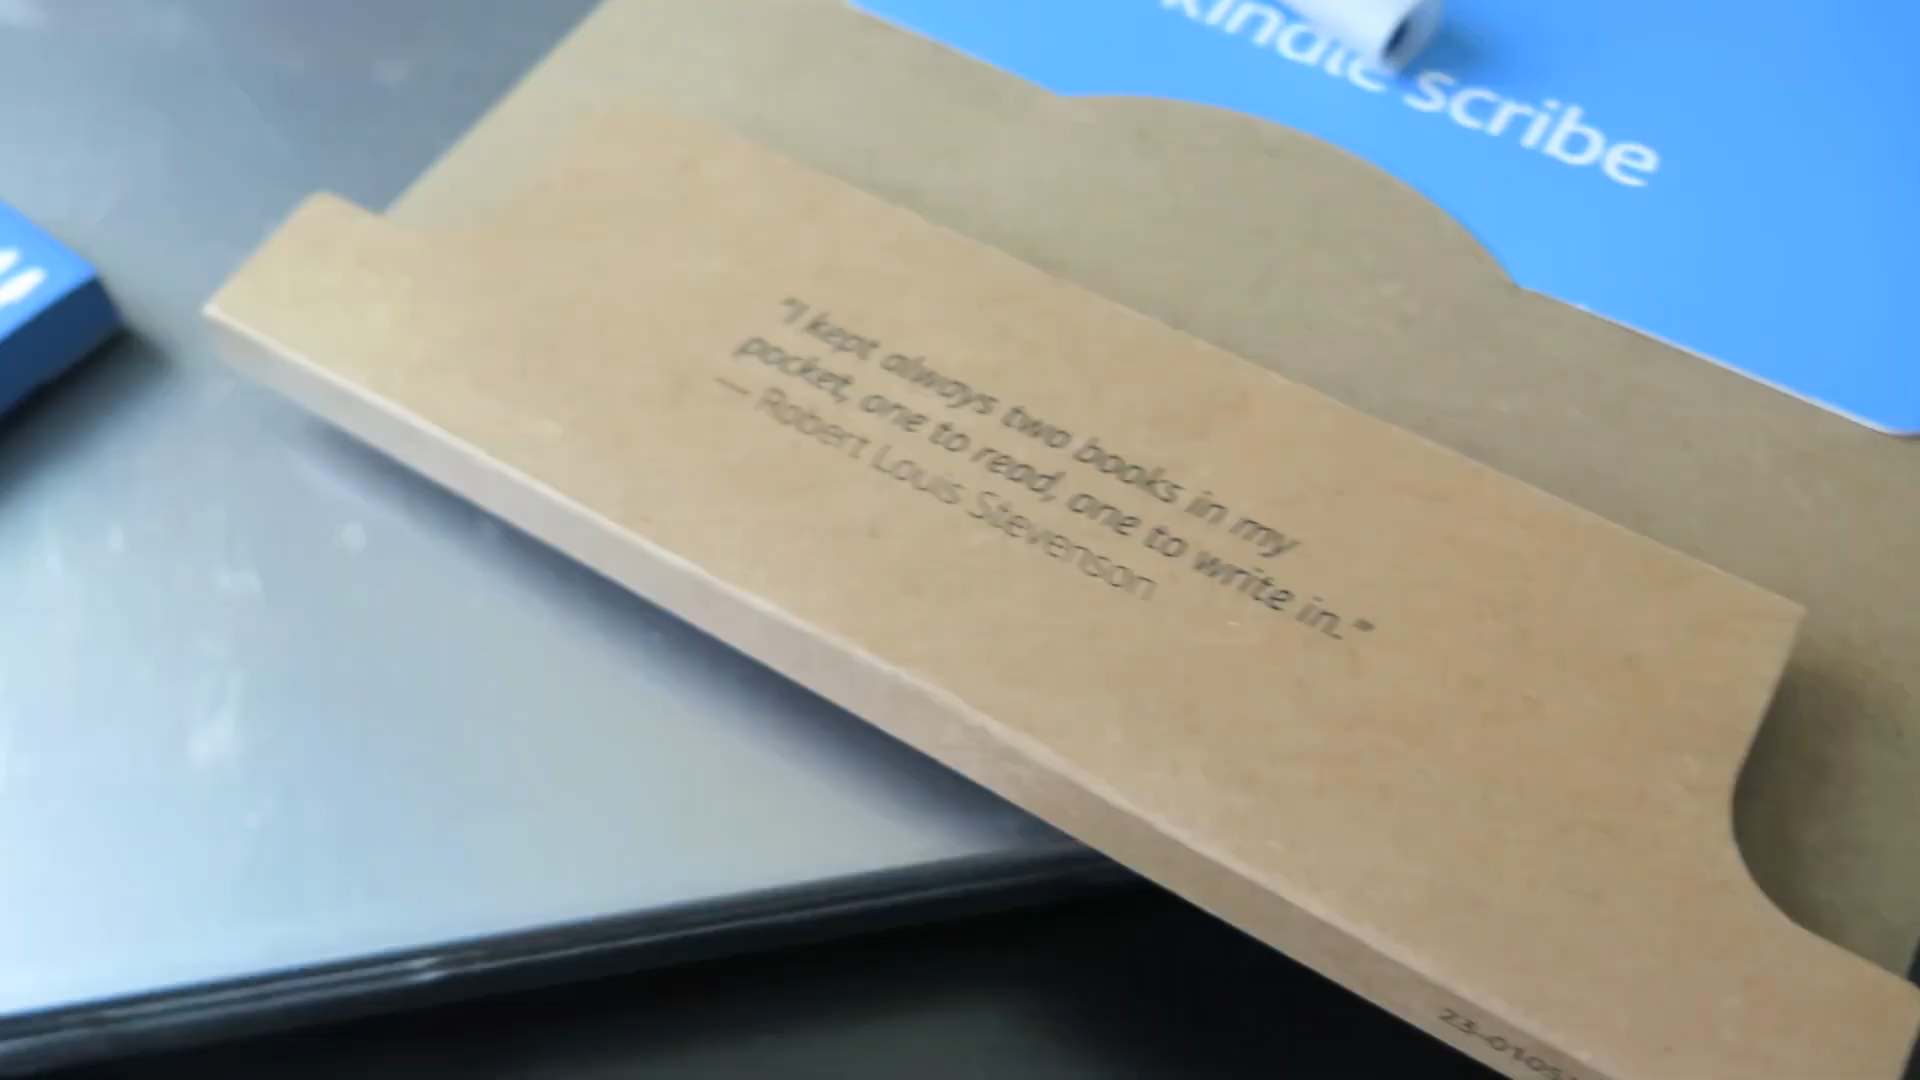 kindle scribe
“I kept always two books in my
pocket, one to read, one to write in.”
— Robert Louis Stevenson